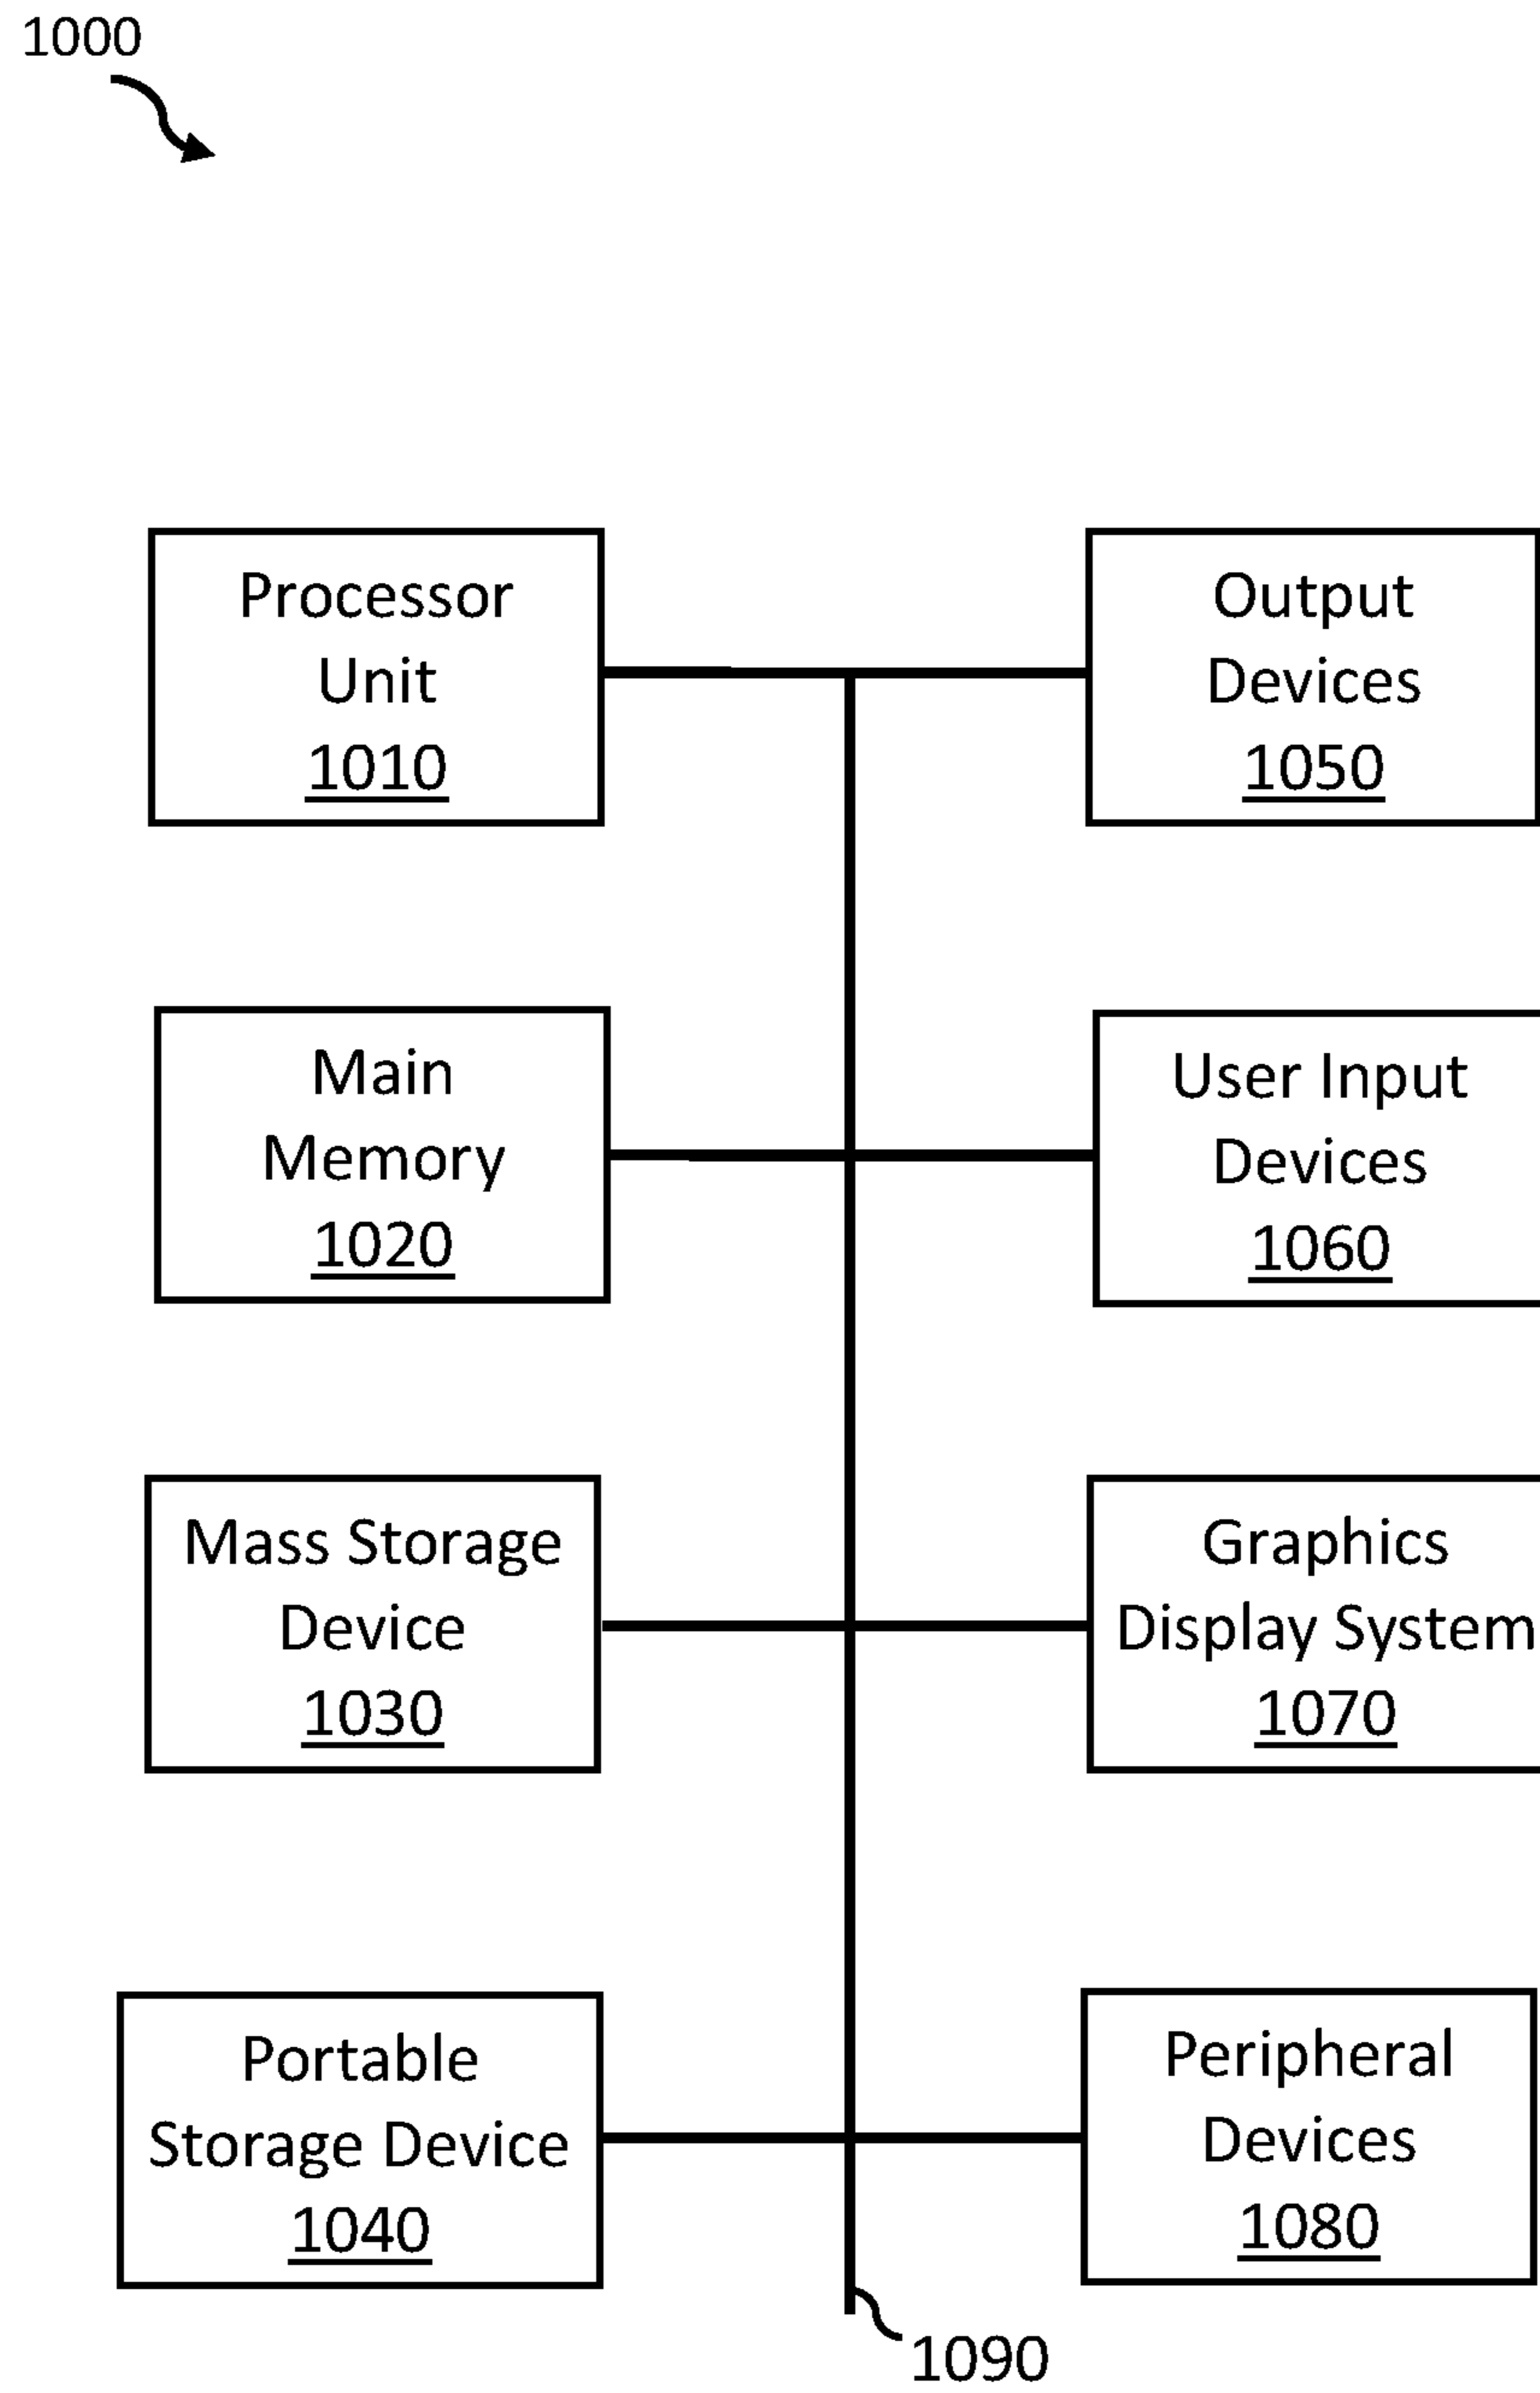 1000
Processor
Unit
1010
Output
Devices
1050
Main
Memory
1020
User Input
Devices
1060
Mass Storage
Device
1030
Graphics
Display System
1070
Portable
Storage Device
1040
Peripheral
Devices
1080
1090